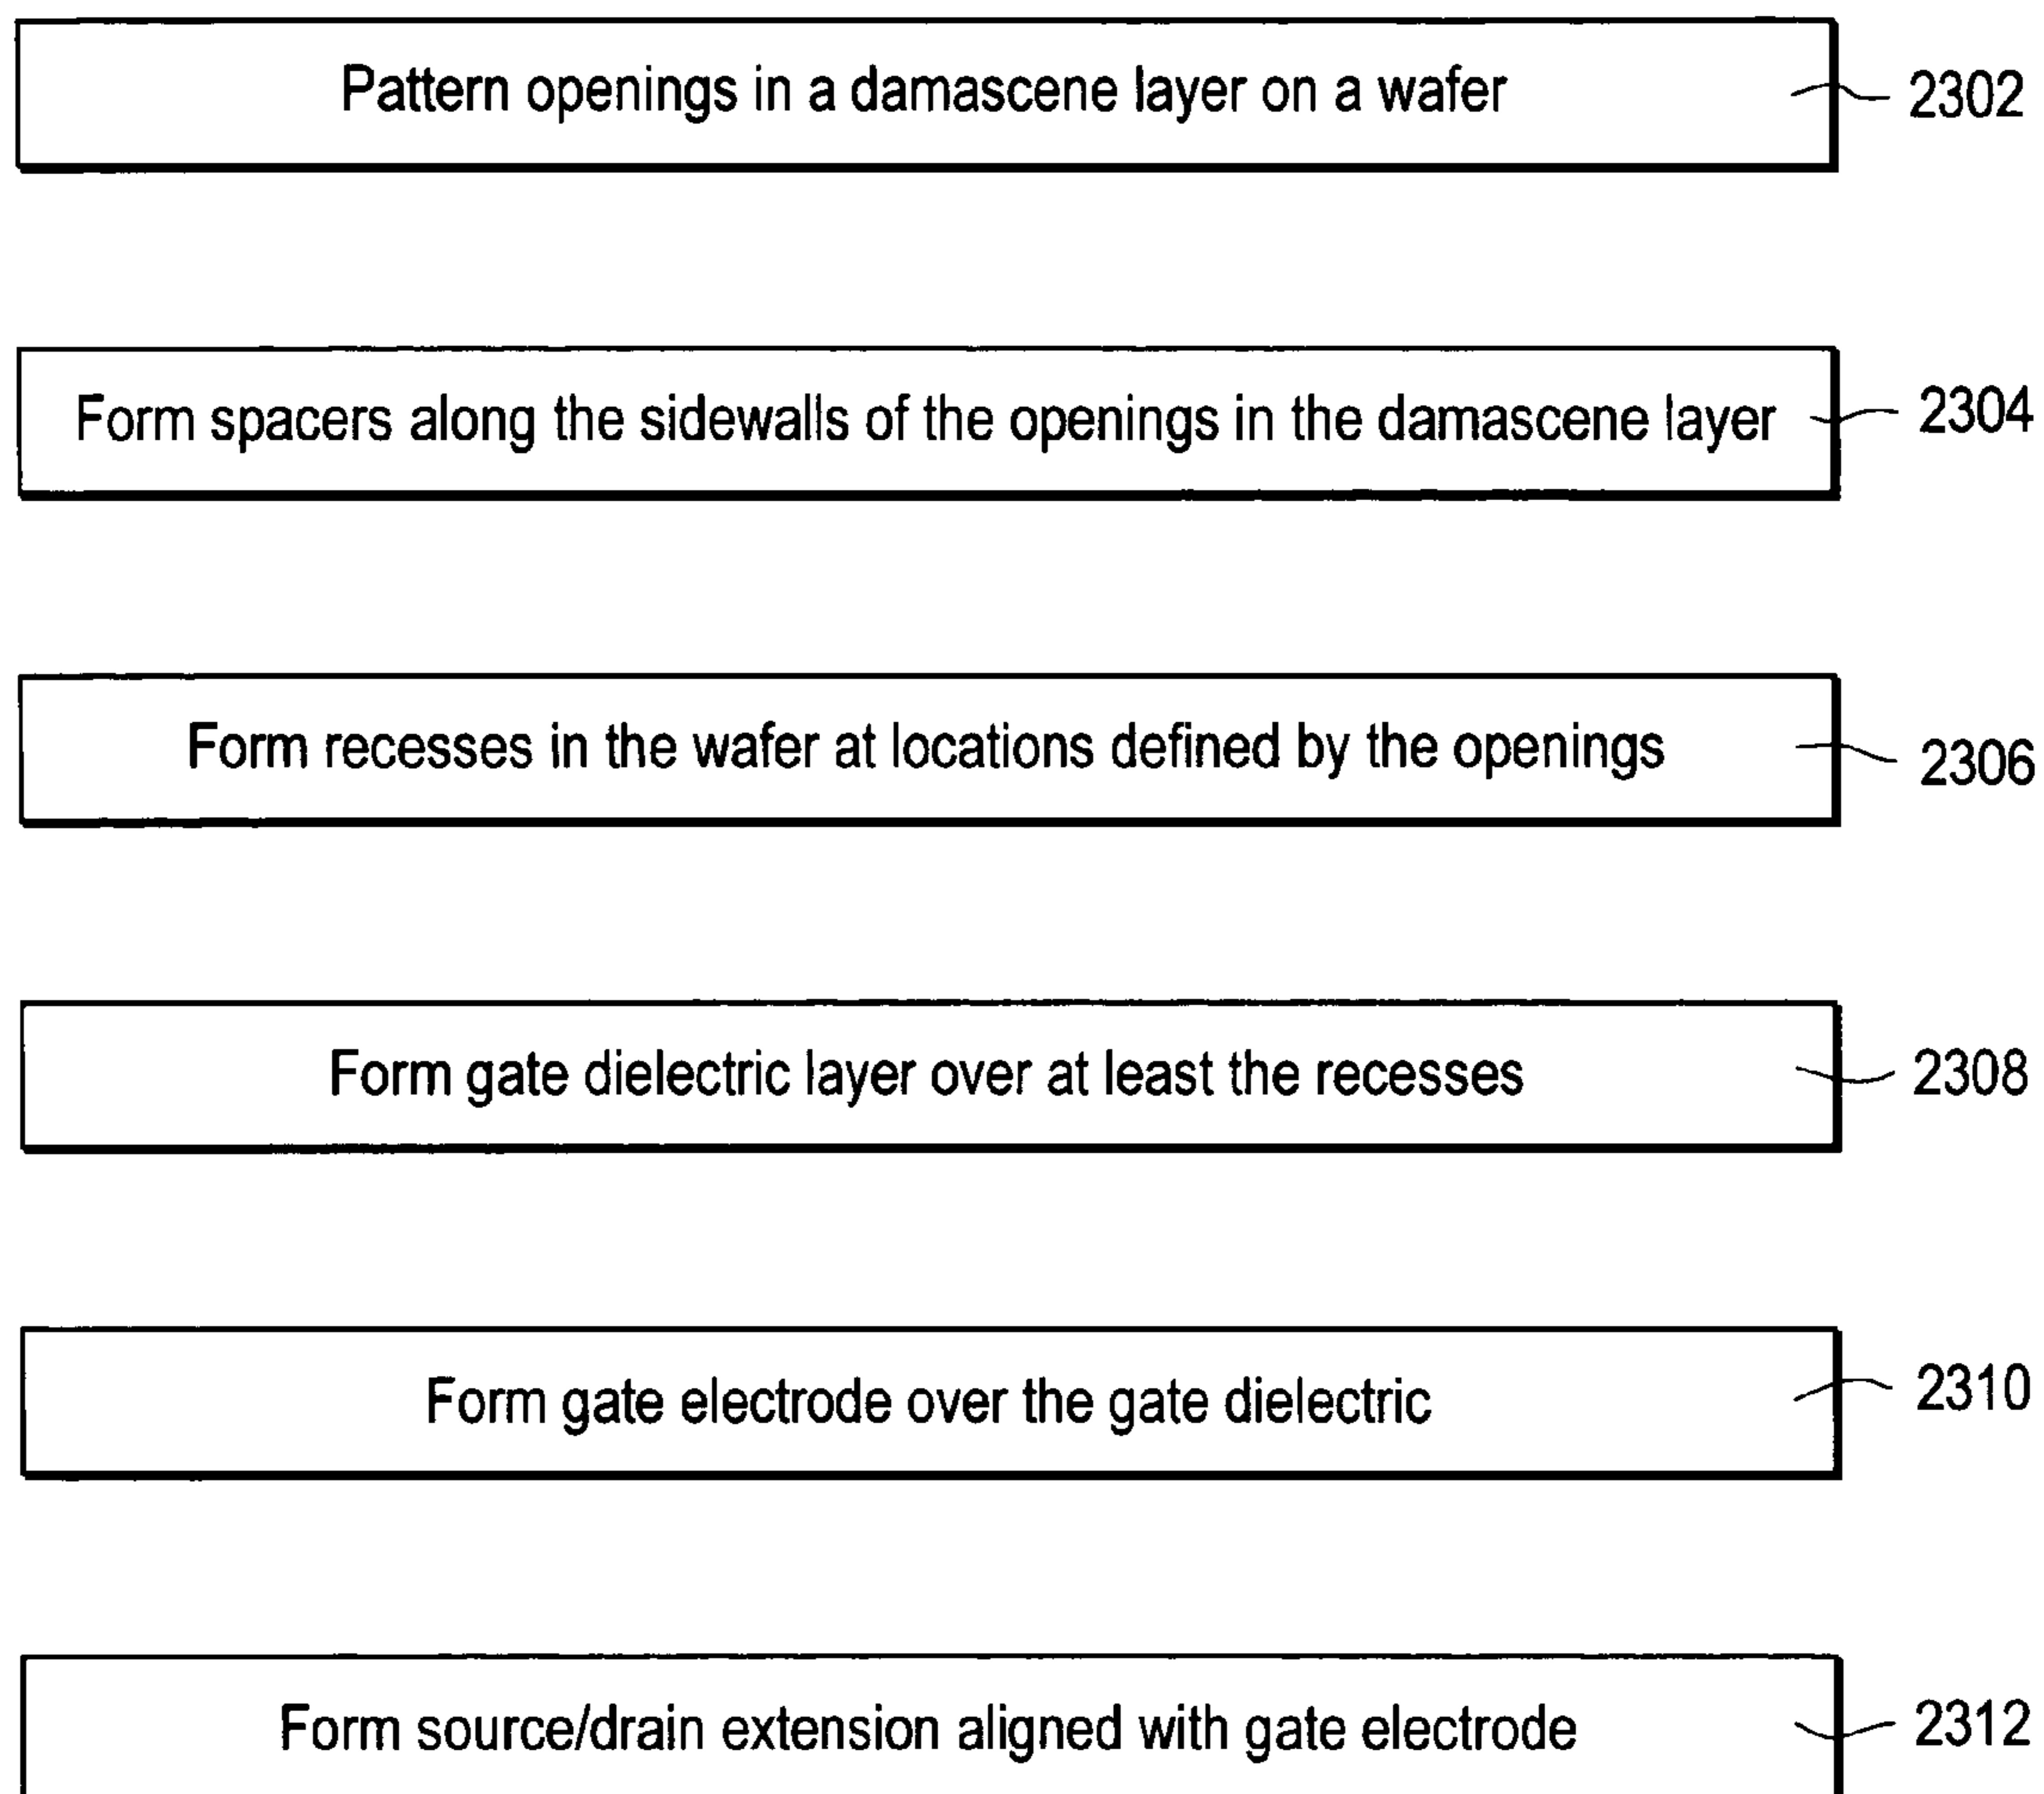 Pattern openings in a damascene layer on a wafer 2302
Form spacers along the sidewalls of the openings in the damascene layer 2304
Form recesses in the wafer at locations defined by the openings 2306
Form gate dielectric layer over at least the recesses 2308
Form gate electrode over the gate dielectric 2310
Form source/drain extension aligned with gate electrode 2312